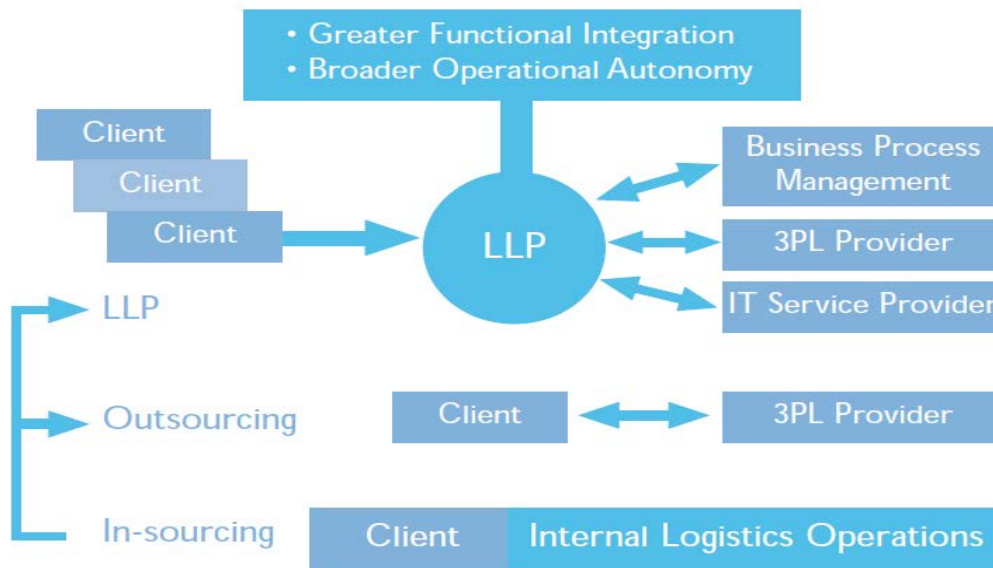 • Greater Functional Integration
• Broader Operational Autonomy
Client
Client
Client
LLP
Business Process
Management
3PL Provider
IT Service Provider
LLP
Outsourcing
Client
3PL Provider
In-sourcing
Client
Internal Logistics Operations